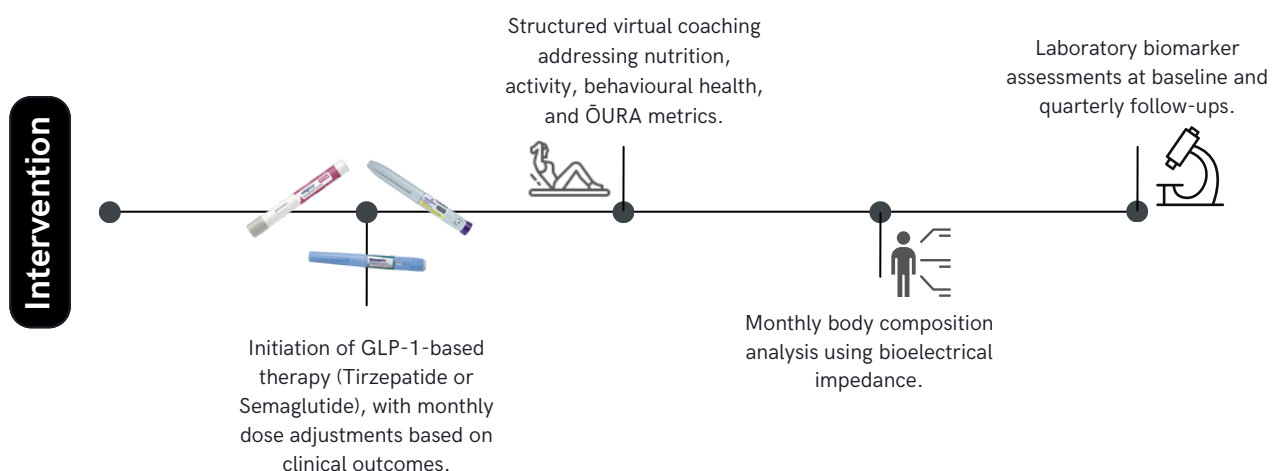 Intervention
Initiation of GLP-1-based
therapy (Tirzepatide or
Semaglutide), with monthly
dose adjustments based on
clinical outcomes.
Structured virtual coaching
addressing nutrition,
activity, behavioural health,
and ŌURA metrics.
Monthly body composition
analysis using bioelectrical
impedance.
Laboratory biomarker
assessments at baseline and
quarterly follow-ups.